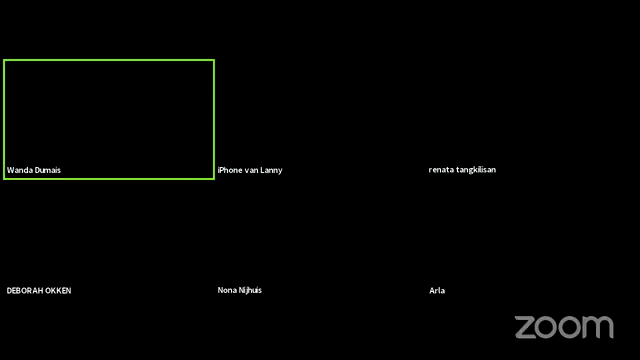 Wanda Dumais
iPhone van Lanny
renata tangkilisan
DEBORAH OKKEN
Nona Nijhuis
Arla
zoom